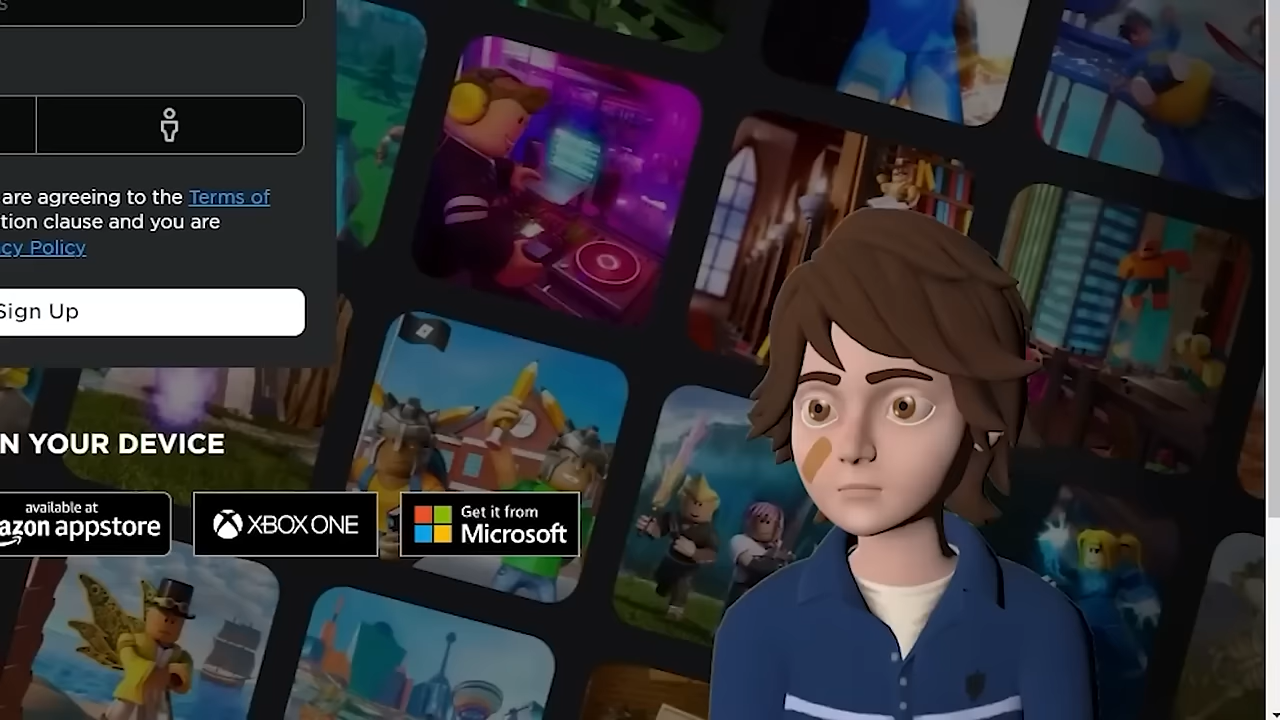 s
are agreeing to the Terms of
tion clause and you are
cy Policy
Sign Up
N YOUR DEVICE
available at
azon appstore
XBOX ONE
Get it from
Microsoft